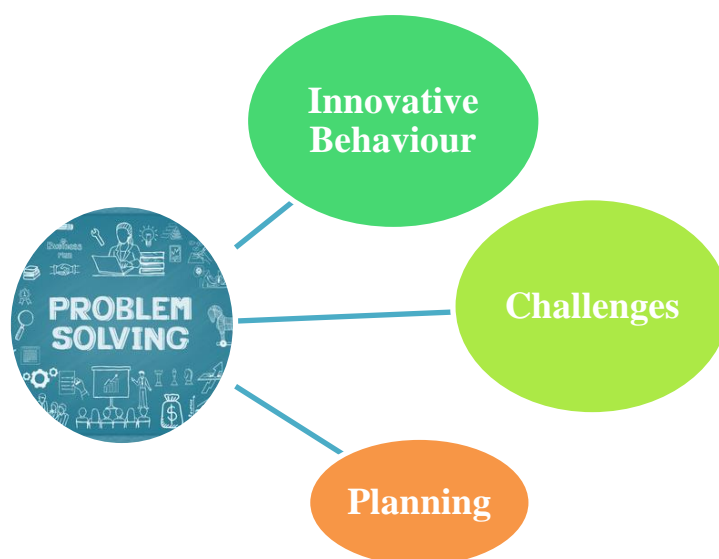 Innovative
Behaviour
Challenges
PROBLEM
SOLVING
Planning